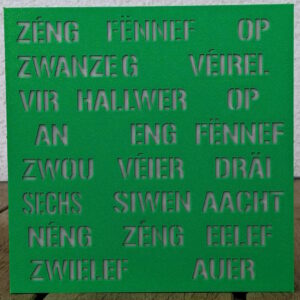 ZÉNG FËNNEF OP
ZWANZEG VÉIREL
VIR HALLWER OP
AN ENG FËNNEF
ZWOU VÉIER DRÄI
SECHS SIWEN AACHT
NÉNG ZÉNG EELEF
ZWIELEF AUER